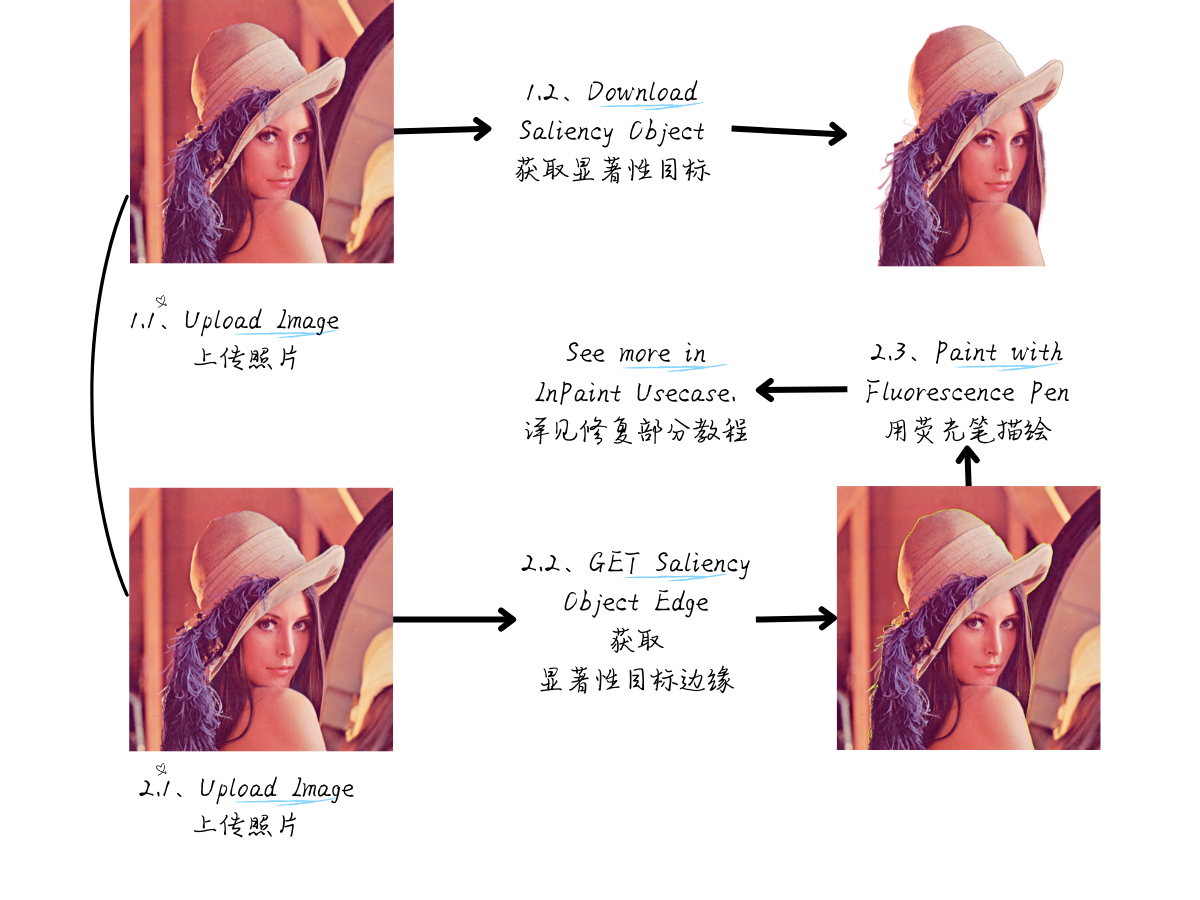 1.2、Download
Saliency Object
获取显著性目标
1.1、Upload Image
上传照片
See more in
InPaint Usecase.
详见修复部分教程
2.3、Paint with
Fluorescence Pen
用荧光笔描绘
2.2、GET Saliency
Object Edge
获取
显著性目标边缘
2.1、Upload Image
上传照片